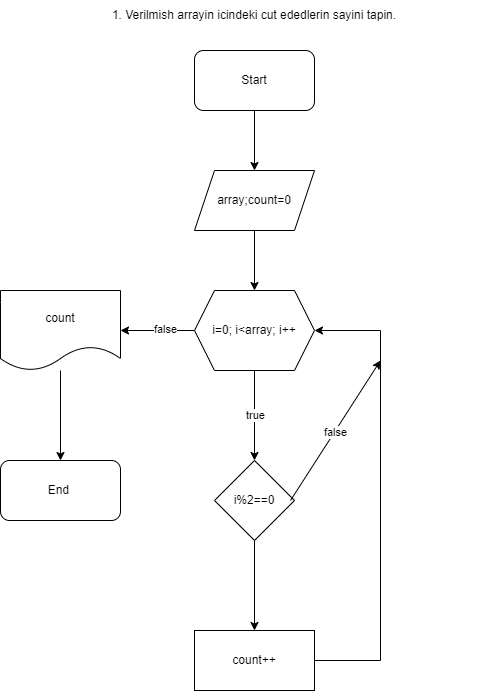 1. Verilmish arrayin icindeki cut ededlerin sayini tapin.
Start
array;count=0
i=0; i<array; i++
false
count
End
true
i%2==0
false
count++